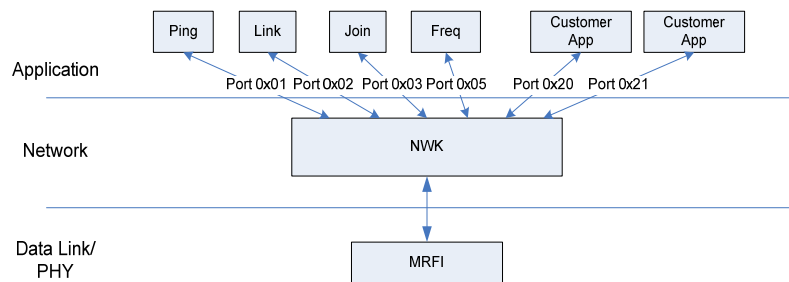 Ping
Link
Join
Freq
Customer
App
Customer
App
Application
Port 0x01
Port 0x02
Port 0x03
Port 0x05
Port 0x20
Port 0x21
Network
NWK
Data Link/
PHY
MRFI